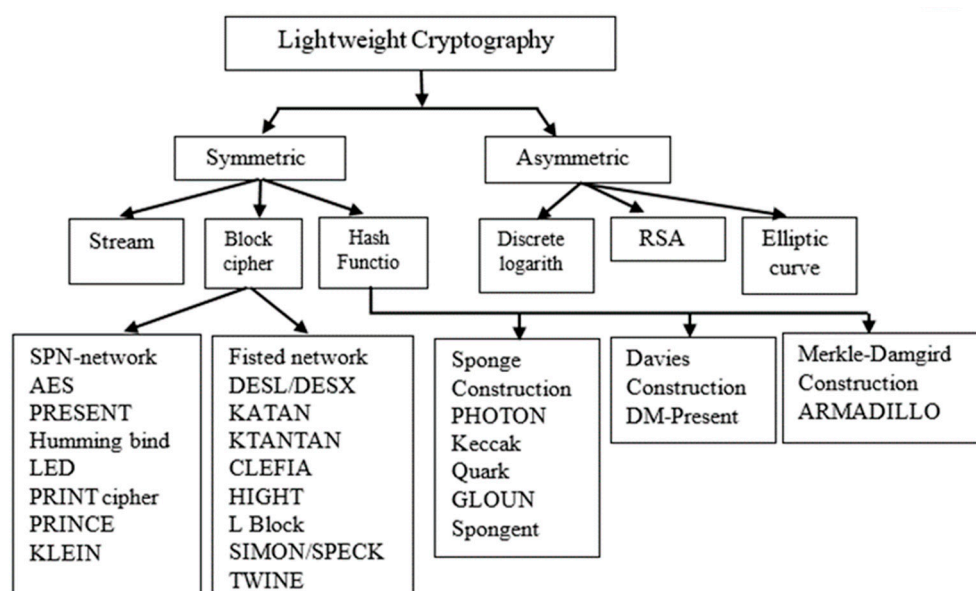 Lightweight Cryptography
Symmetric
Asymmetric
Stream
Block
cipher
Hash
Functio
Discrete
logarith
RSA
Elliptic
curve
SPN-network
AES
PRESENT
Humming bind
LED
PRINT cipher
PRINCE
KLEIN
Fisted network
DESL/DESX
KATAN
KTANTAN
CLEFIA
HIGHT
L Block
SIMON/SPECK
TWINE
Sponge
Construction
PHOTON
Keccak
Quark
GLOUN
Spongent
Davies
Construction
DM-Present
Merkle-Damgird
Construction
ARMADILLO